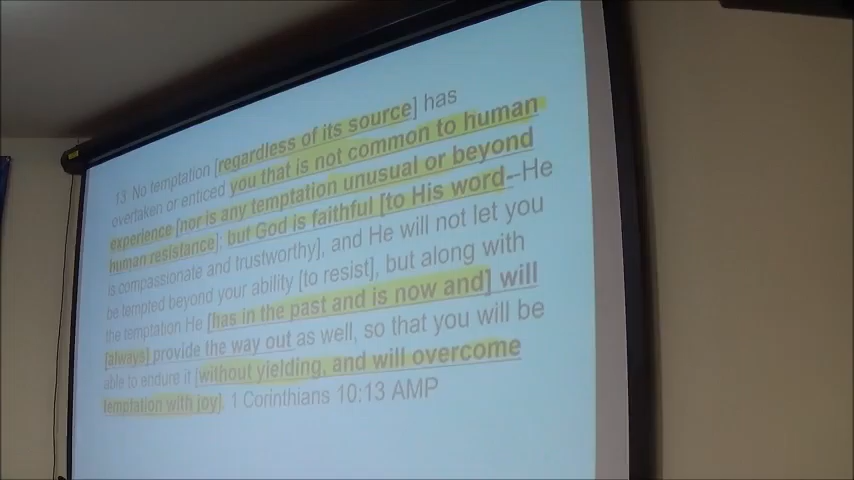 13 No temptation [regardless of its source] has
overtaken or enticed you that is not common to human
experience [nor is any temptation unusual or beyond
human resistance]; but God is faithful [to His word--He
is compassionate and trustworthy], and He will not let you
be tempted beyond your ability [to resist], but along with
the temptation He [has in the past and is now and] will
[always] provide the way out as well, so that you will be
able to endure it [without yielding, and will overcome
temptation with joy]. 1 Corinthians 10:13 AMP